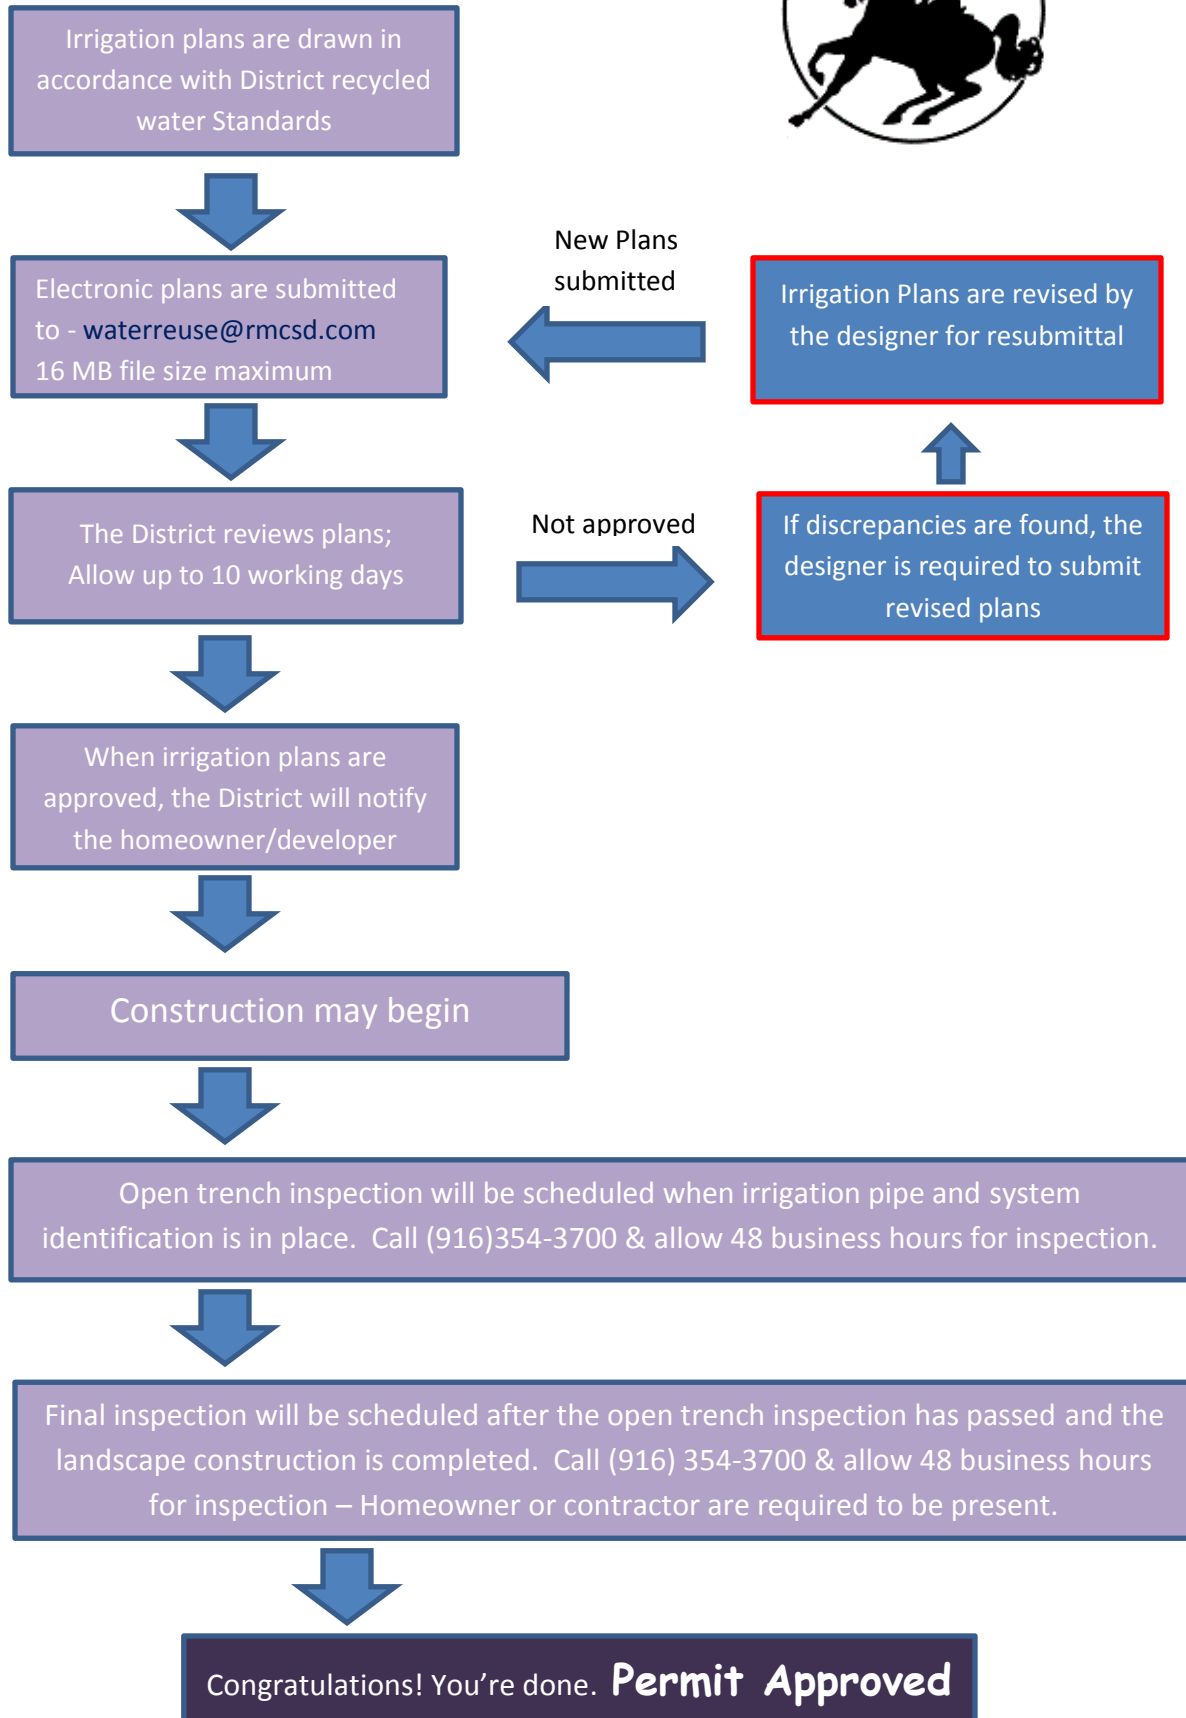 Irrigation plans are drawn in
accordance with District recycled
water Standards
Electronic plans are submitted
to - waterreuse@rmcsd.com
16 MB file size maximum
New Plans
submitted
Irrigation Plans are revised by
the designer for resubmittal
The District reviews plans;
Allow up to 10 working days
Not approved
If discrepancies are found, the
designer is required to submit
revised plans
When irrigation plans are
approved, the District will notify
the homeowner/developer
Construction may begin
Open trench inspection will be scheduled when irrigation pipe and system
identification is in place.  Call (916)354-3700 & allow 48 business hours for inspection.
Final inspection will be scheduled after the open trench inspection has passed and the
landscape construction is completed.  Call (916) 354-3700 & allow 48 business hours
for inspection – Homeowner or contractor are required to be present.
Congratulations! You’re done. Permit Approved